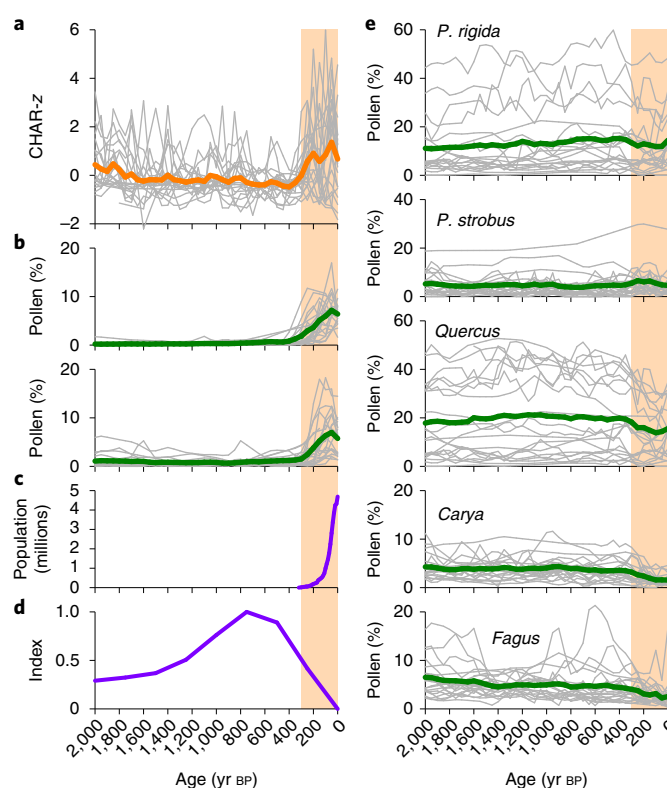 a
6
4
2
0
–2
CHAR-z
b
20
10
0
Pollen (%)
20
10
0
Pollen (%)
c
5
4
3
2
1
0
Population
(millions)
d
1.0
0.5
0
Index
2,000
1,800
1,600
1,400
1,200
1,000
800
600
400
200
0
Age (yr BP)
e
P. rigida
60
40
20
0
Pollen (%)
P. strobus
40
20
0
Pollen (%)
Quercus
60
40
20
0
Pollen (%)
Carya
20
10
0
Pollen (%)
Fagus
20
10
0
Pollen (%)
2,000
1,800
1,600
1,400
1,200
1,000
800
600
400
200
0
Age (yr BP)